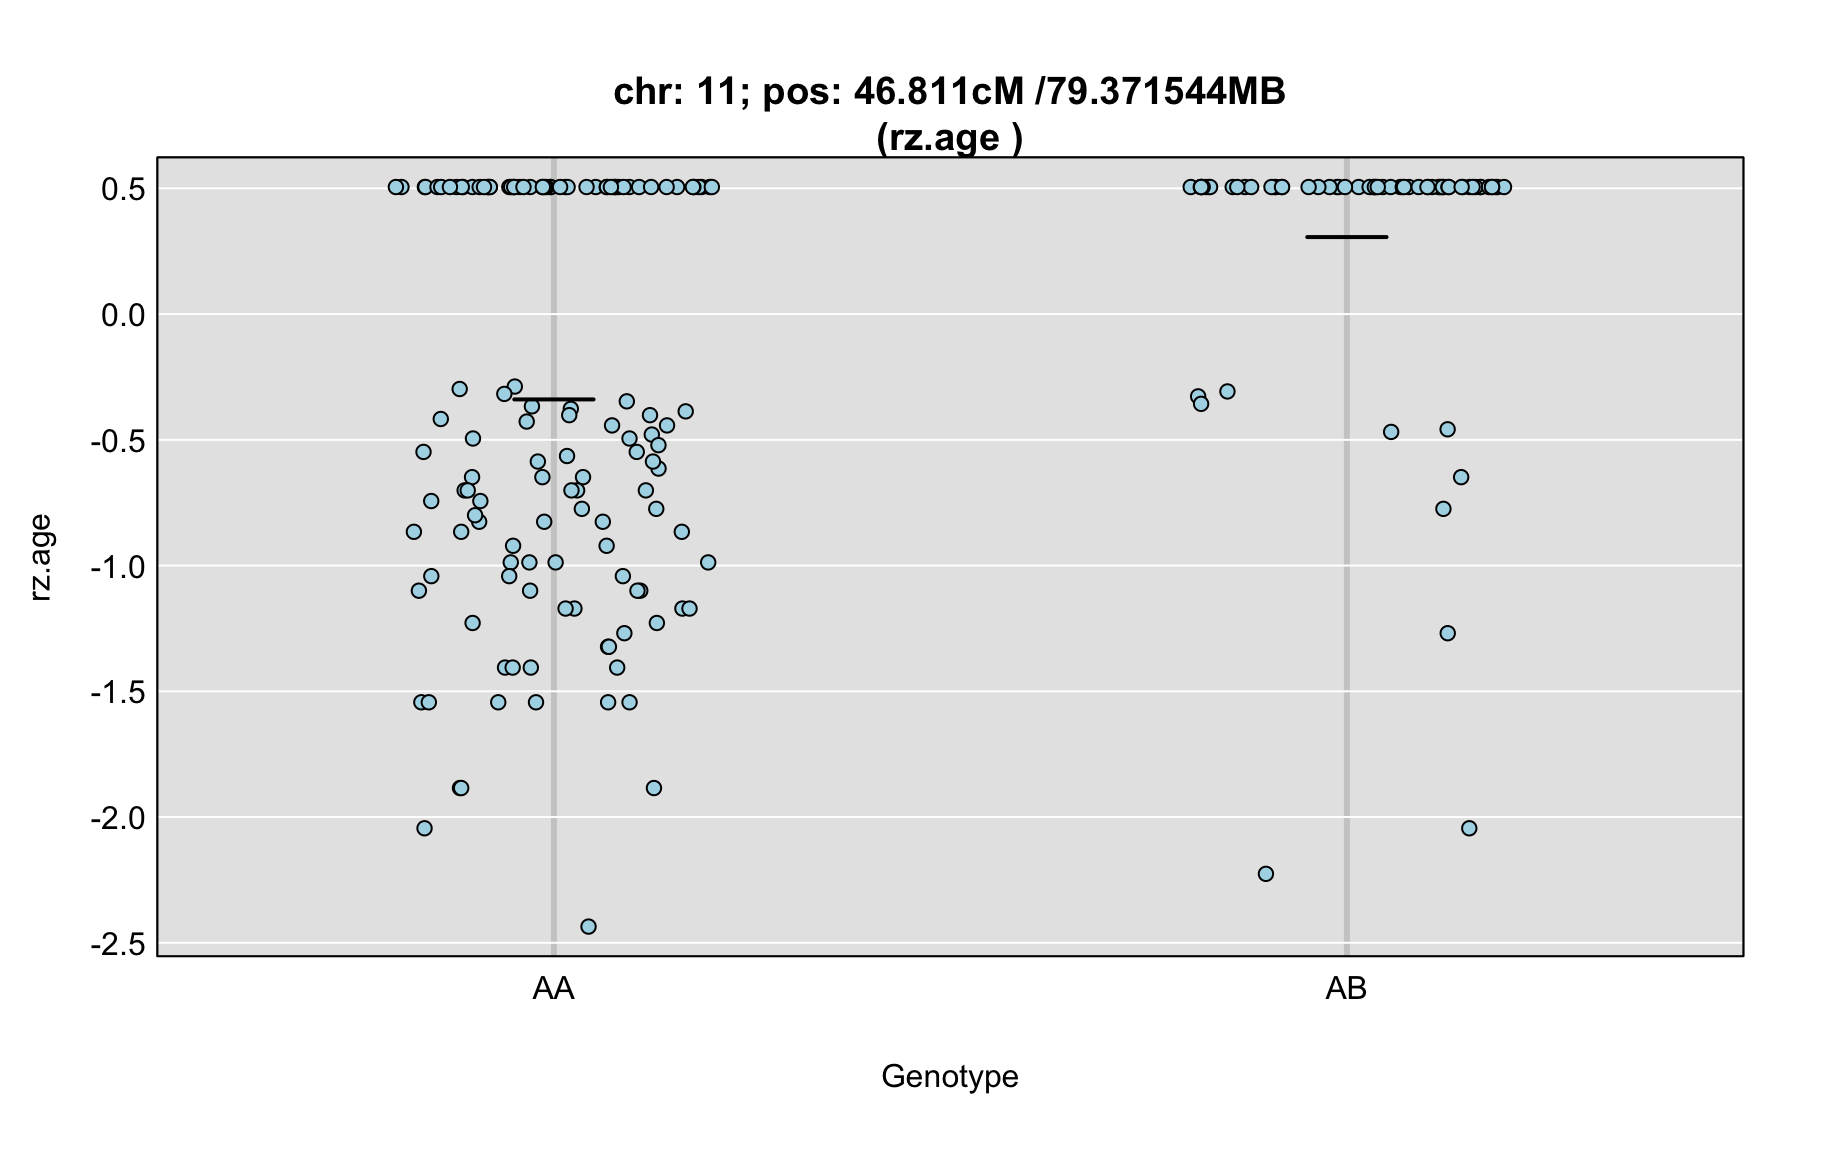 chr: 11; pos: 46.811cM /79.371544MB
(rz.age )
0.5
0.0
-0.5
-1.0
-1.5
-2.0
-2.5
rz.age
AA
AB
Genotype